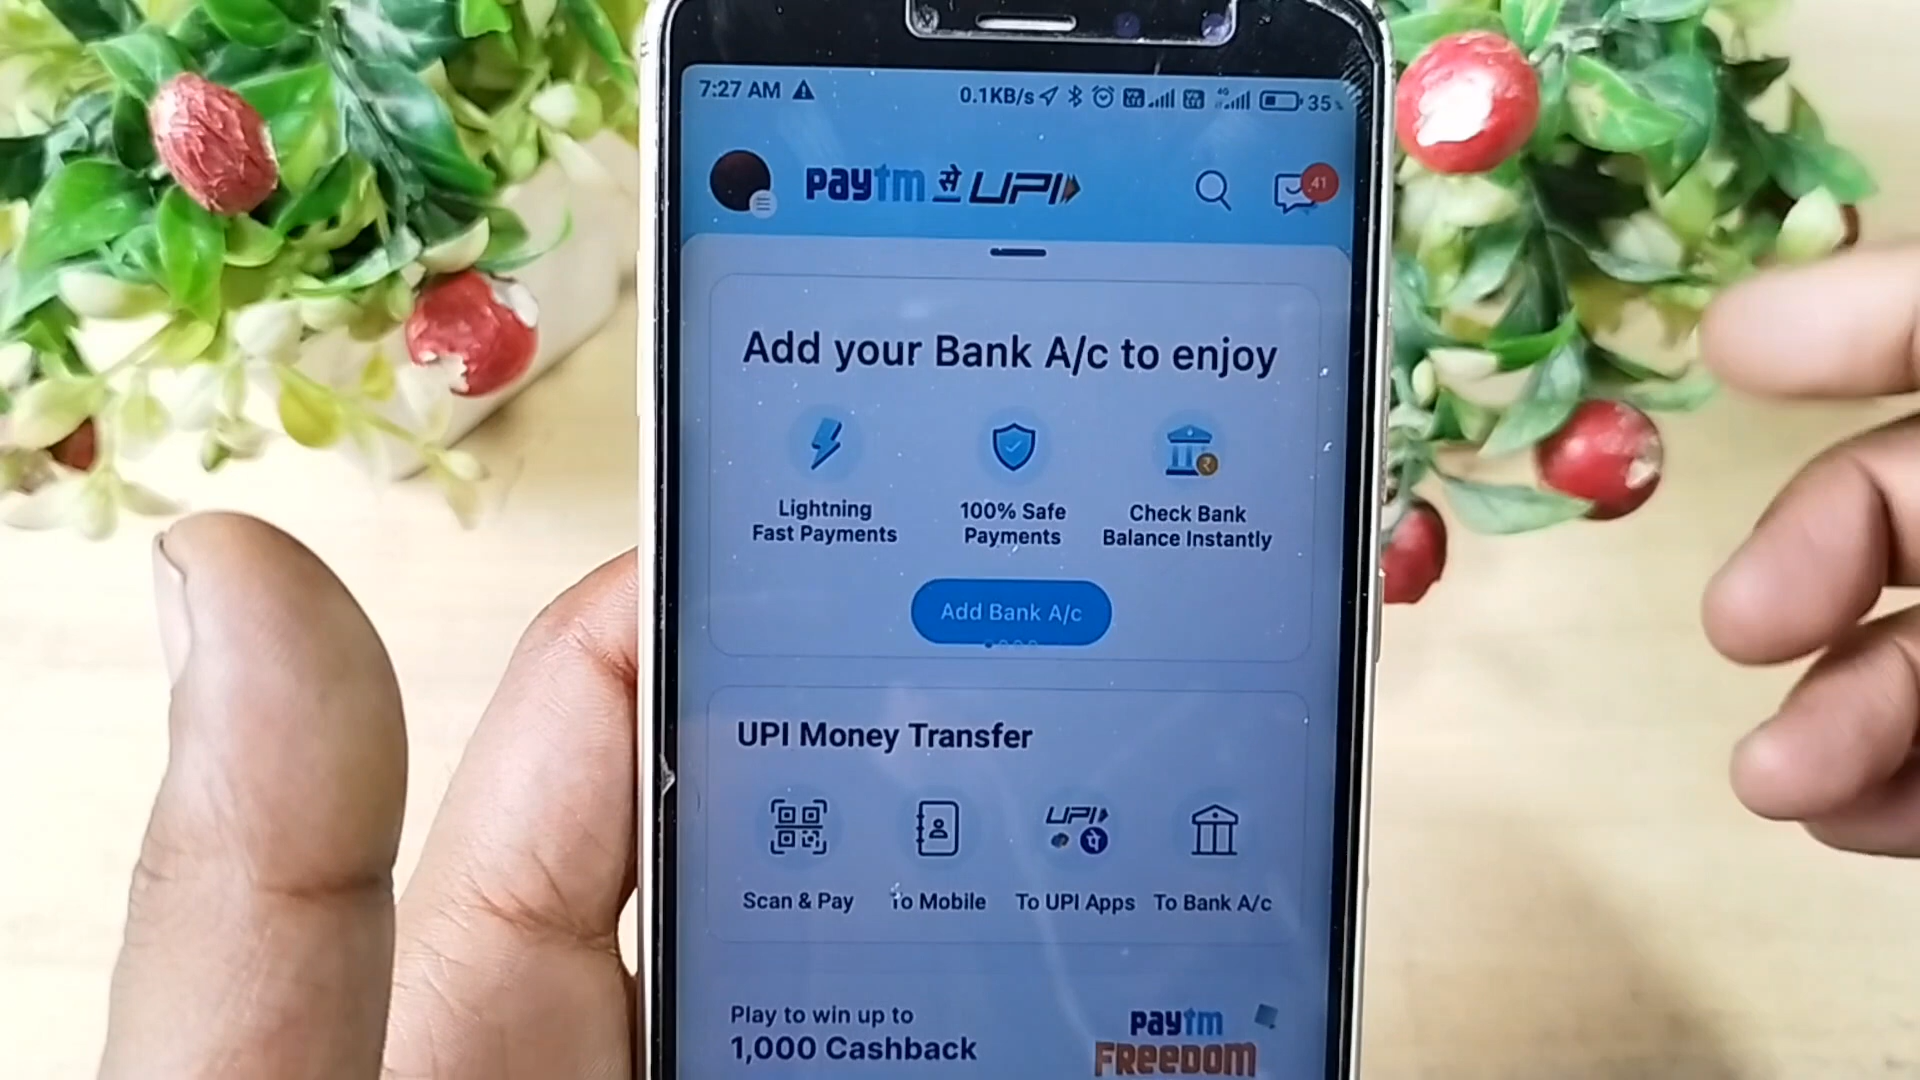 7:27 AM 0.1KB/s 4G 35
paytm से UPI 41
Add your Bank A/c to enjoy
Lightning Fast Payments
100% Safe Payments
Check Bank Balance Instantly
Add Bank A/c
UPI Money Transfer
UPI
Scan & Pay To Mobile To UPI Apps To Bank A/c
Play to win up to
1,000 Cashback
paytm
FREEDOM